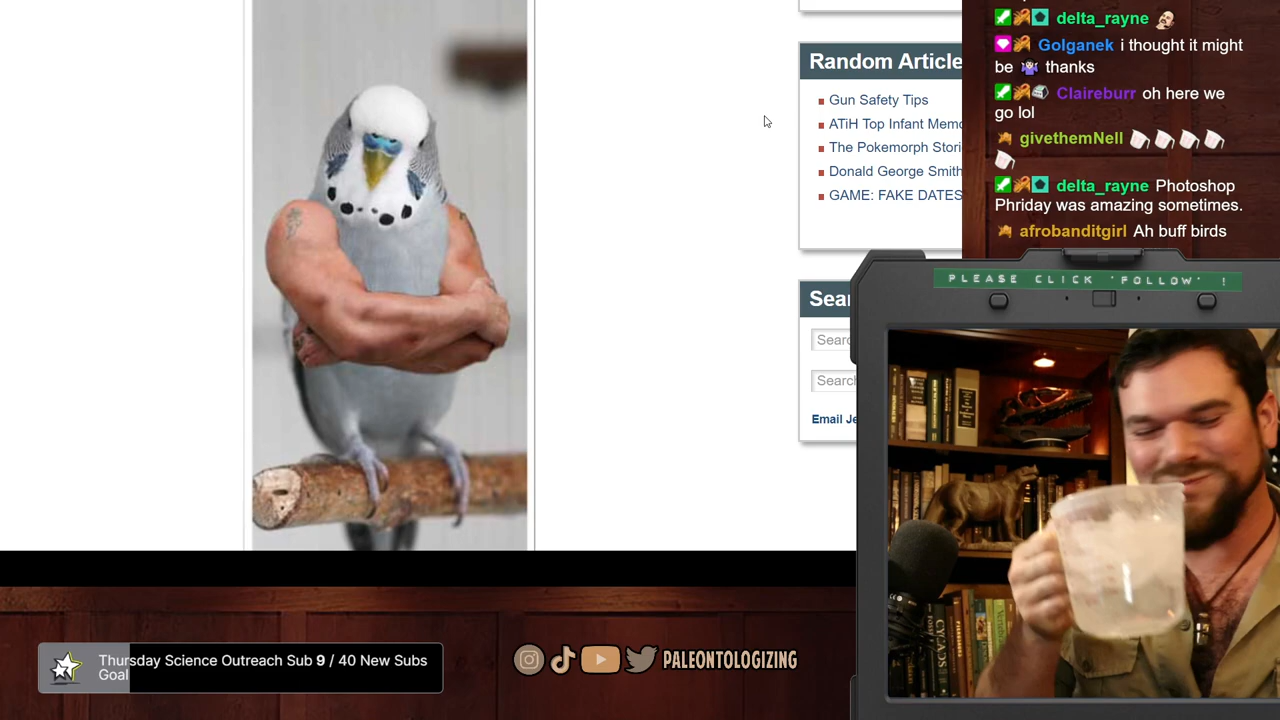 Random Article
Gun Safety Tips
ATiH Top Infant Memo
The Pokemorph Stori
Donald George Smith
GAME: FAKE DATES
Sear
Searc
Search
Email Je
delta_rayne
Golganek i thought it might
be thanks
Claireburr oh here we
go lol
givethemNell
delta_rayne Photoshop
Phriday was amazing sometimes.
afrobanditgirl Ah buff birds
PLEASE CLICK 'FOLLOW' !
CYCADS
Thursday Science Outreach Sub 9 / 40 New Subs
Goal
PALEONTOLOGIZING